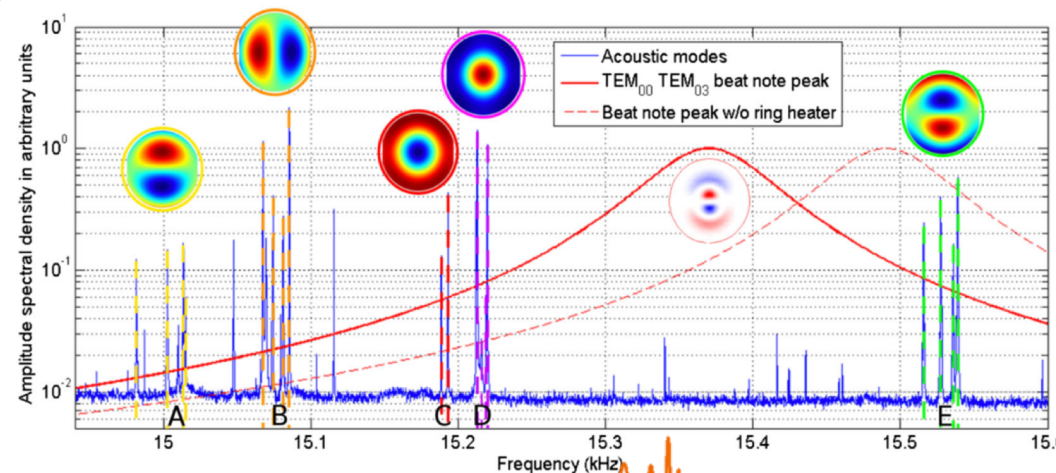 Amplitude spectral density in arbritrary units
10¹
10⁰
10⁻¹
10⁻²
Acoustic modes
TEM₀₀ TEM₀₃ beat note peak
Beat note peak w/o ring heater
A B C D E
15 15.1 15.2 15.3 15.4 15.5
Frequency (kHz)